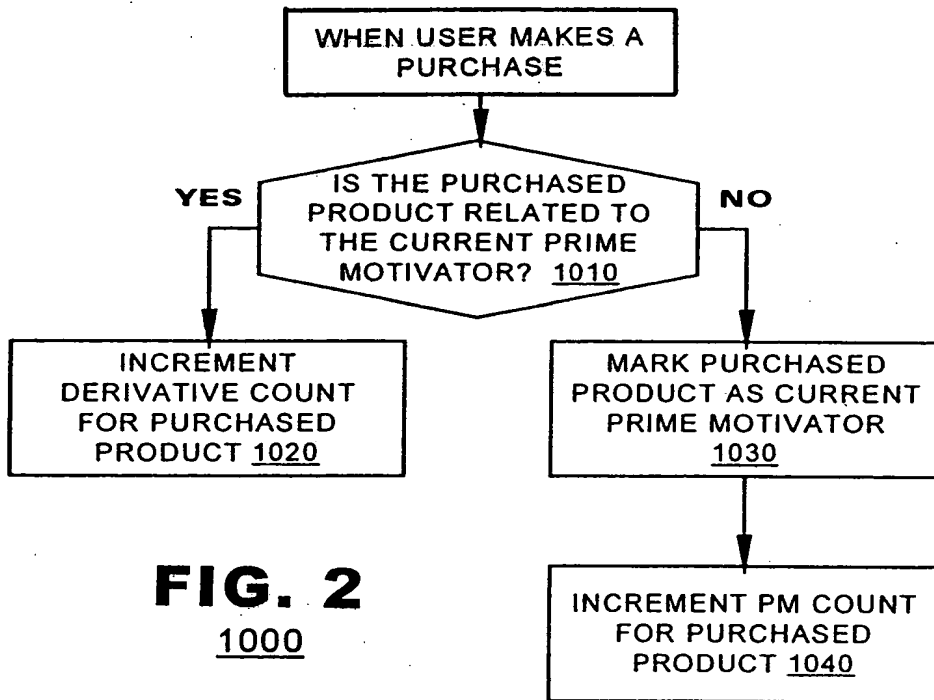 WHEN USER MAKES A
PURCHASE
YES
IS THE PURCHASED
PRODUCT RELATED TO
THE CURRENT PRIME
MOTIVATOR? 1010
NO
INCREMENT
DERIVATIVE COUNT
FOR PURCHASED
PRODUCT 1020
MARK PURCHASED
PRODUCT AS CURRENT
PRIME MOTIVATOR
1030
INCREMENT PM COUNT
FOR PURCHASED
PRODUCT 1040
FIG. 2
1000